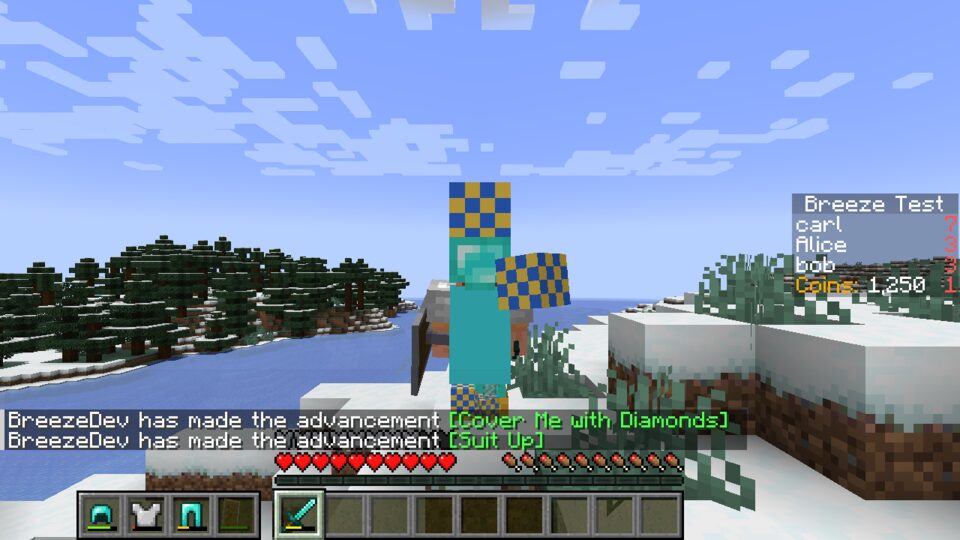 Breeze Test
carl 7
Alice 3
bob 3
Coins: 1,250 1
BreezeDev has made the advancement [Cover Me with Diamonds]
BreezeDev has made the advancement [Suit Up]